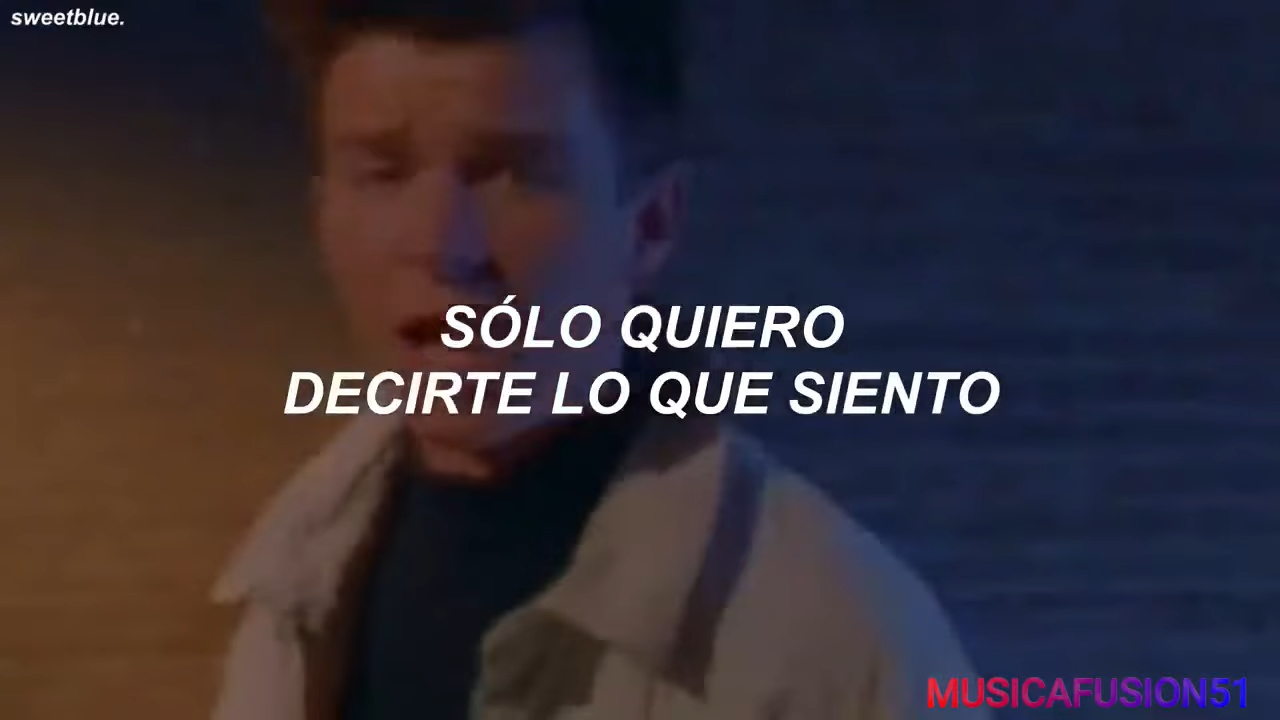 sweetblue.
SÓLO QUIERO
DECIRTE LO QUE SIENTO
MUSICAFUSION51